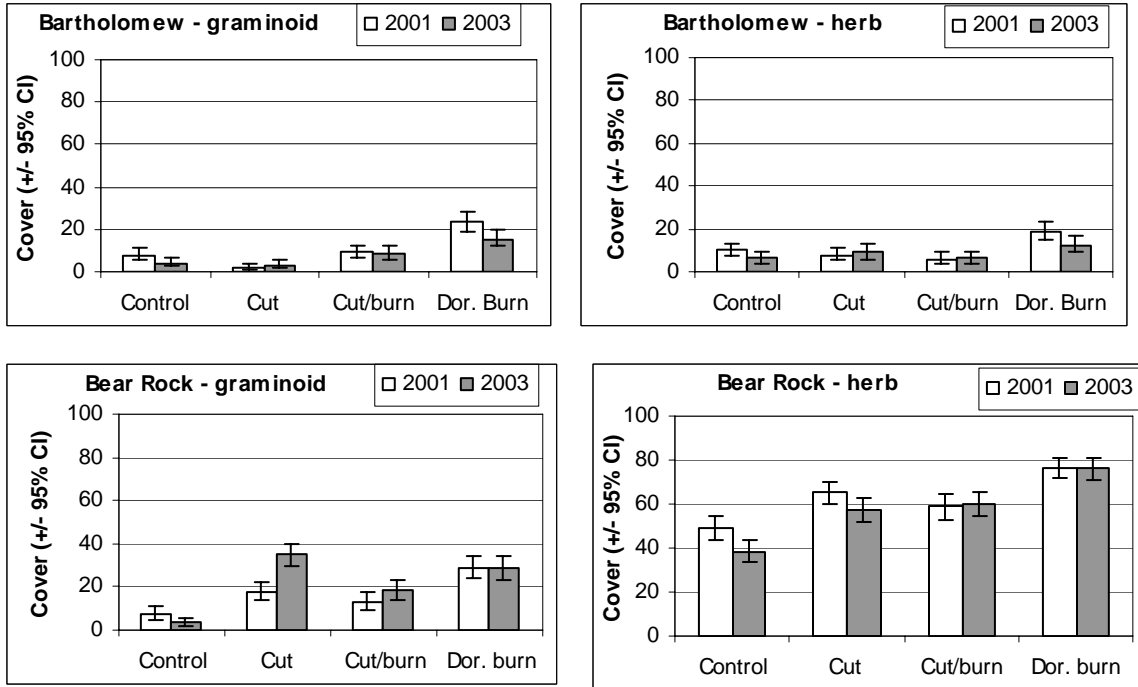 Bartholomew - graminoid
2001 2003
Cover (+/- 95% CI)
100
80
60
40
20
0
Control Cut Cut/burn Dor. Burn
Bartholomew - herb
2001 2003
Cover (+/- 95% CI)
100
80
60
40
20
0
Control Cut Cut/burn Dor. Burn
Bear Rock - graminoid
2001 2003
Cover (+/- 95% CI)
100
80
60
40
20
0
Control Cut Cut/burn Dor. burn
Bear Rock - herb
2001 2003
Cover (+/- 95% CI)
100
80
60
40
20
0
Control Cut Cut/burn Dor. burn